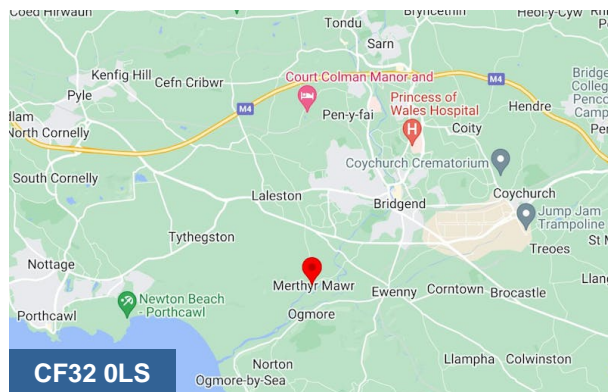 Coed Hirwaun
Tondu
Bryncethin
Heol-y-Cyw
Sarn
Kenfig Hill
Cefn Cribwr
Court Colman Manor and
M4
M4
Pyle
Princess of
Wales Hospital
Pen-y-fai
Hendre
North Cornelly
Coity
Coychurch Crematorium
South Cornelly
Laleston
Bridgend
Coychurch
Jump Jam
Trampoline
Tythegston
Treoes
St M
Nottage
Merthyr Mawr
Ewenny
Corntown
Brocastle
Newton Beach
- Porthcawl
Porthcawl
Ogmore
Llampha
Colwinston
CF32 0LS
Norton
Ogmore-by-Sea